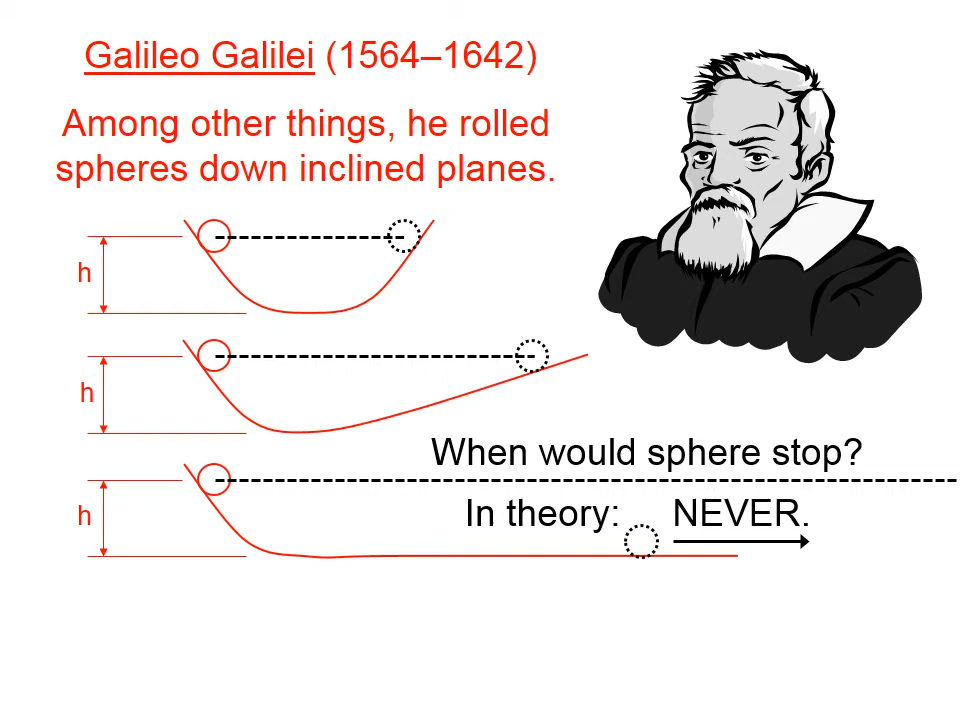 Galileo Galilei (1564–1642)
Among other things, he rolled
spheres down inclined planes.
h
h
When would sphere stop?
h
In theory: NEVER.